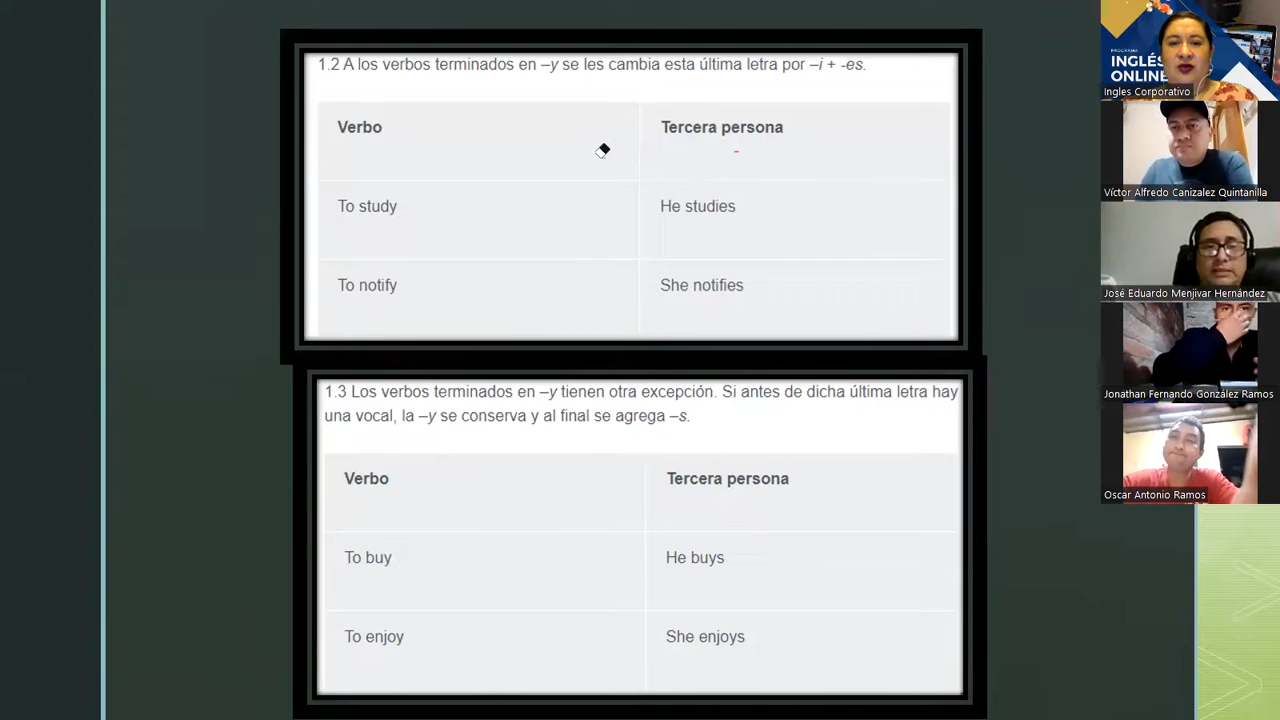 1.2 A los verbos terminados en –y se les cambia esta última letra por –i + -es.
Verbo
Tercera persona
To study
He studies
To notify
She notifies
1.3 Los verbos terminados en –y tienen otra excepción. Si antes de dicha última letra hay
una vocal, la –y se conserva y al final se agrega –s.
Verbo
Tercera persona
To buy
He buys
To enjoy
She enjoys
PROGRAMA
INGLÉS
ONLINE
Ingles Corporativo
Víctor Alfredo Canizalez Quintanilla
José Eduardo Menjivar Hernández
Jonathan Fernando González Ramos
Oscar Antonio Ramos